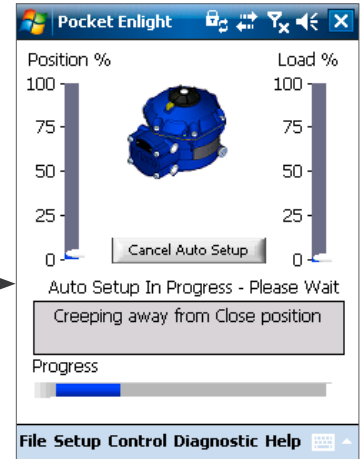 Pocket Enlight
Position % Load %
100 100
75 75
50 50
25 25
0 0
Cancel Auto Setup
Auto Setup In Progress - Please Wait
Creeping away from Close position
Progress
File Setup Control Diagnostic Help